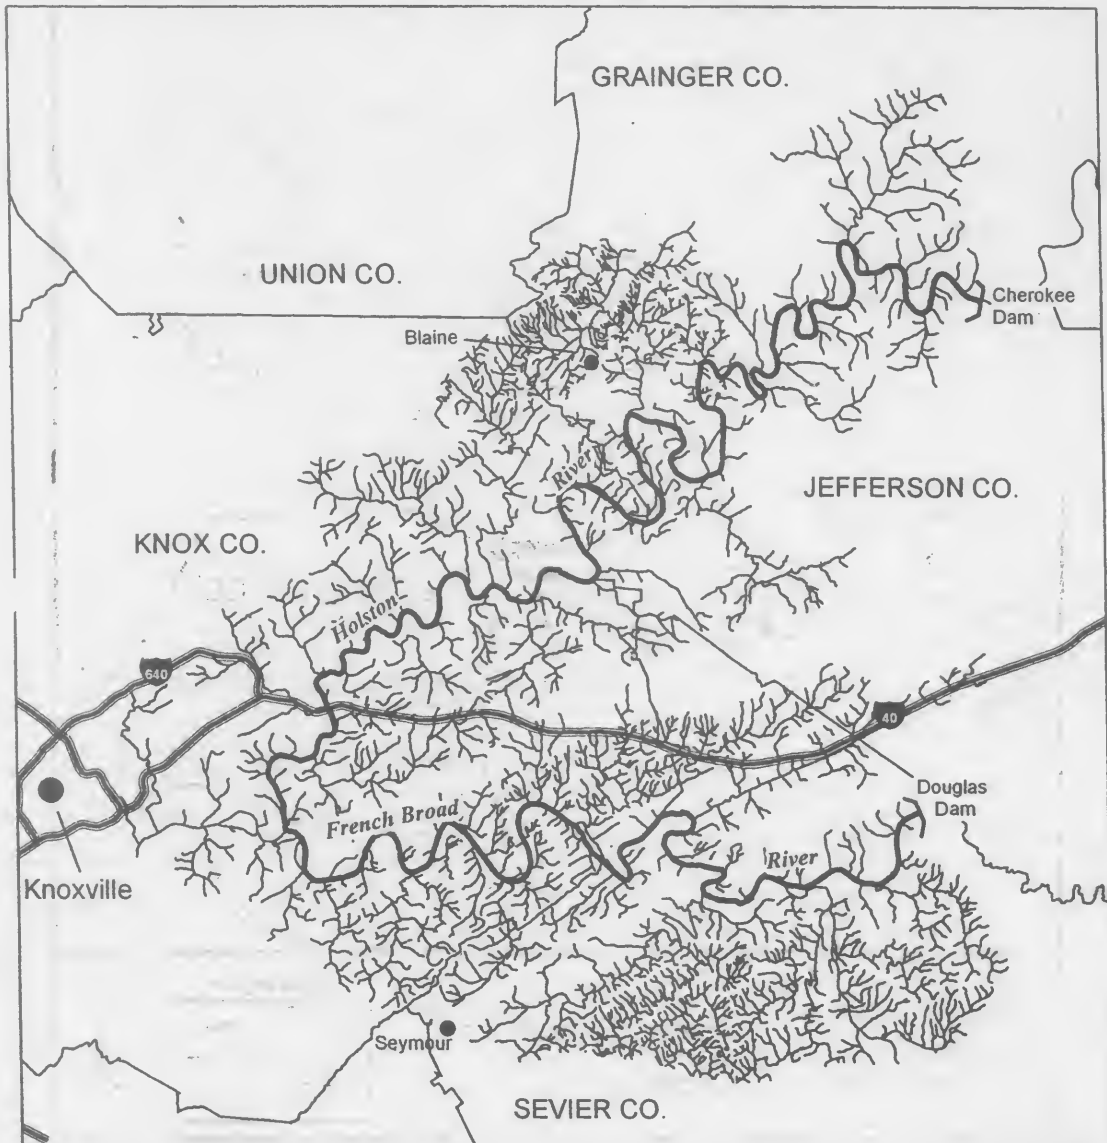 GRAINGER CO.
UNION CO.
Cherokee
Dam
Blaine
River
JEFFERSON CO.
KNOX CO.
Holston
640
40
Douglas
Dam
French Broad
River
Knoxville
Seymour
SEVIER CO.